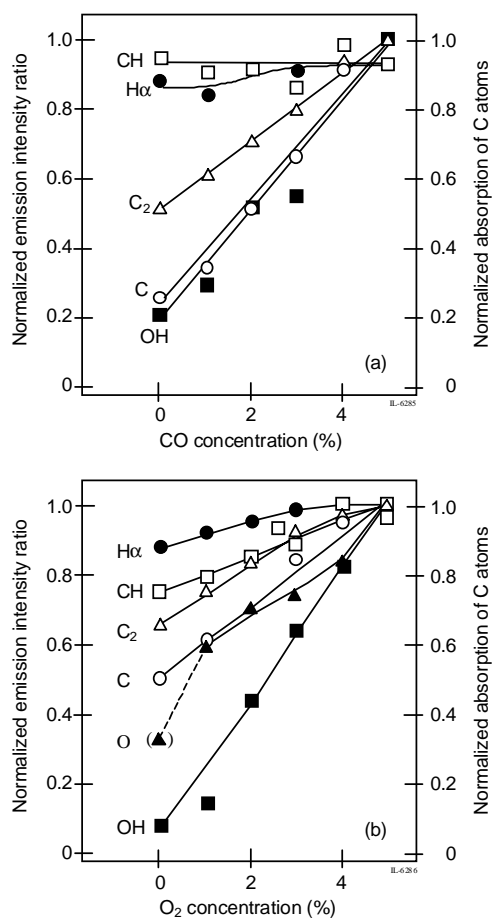 Normalized emission intensity ratio
1.0
0.8
0.6
0.4
0.2
0
CH
Hα
C₂
C
OH
(a)
1.0
0.8
0.6
0.4
0.2
0
Normalized absorption of C atoms
IL-6285
0 2 4
CO concentration (%)
Normalized emission intensity ratio
1.0
0.8
0.6
0.4
0.2
0
Hα
CH
C₂
C
O ( )
OH
(b)
1.0
0.8
0.6
0.4
0.2
0
Normalized absorption of C atoms
IL-6286
0 2 4
O₂ concentration (%)